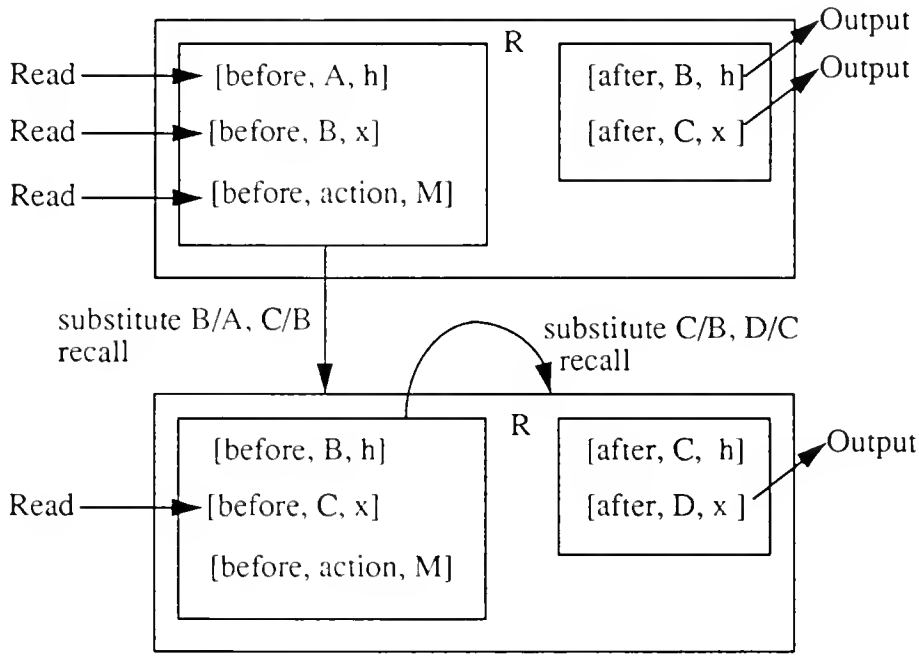 R
Output
Read
[before, A, h]
[after, B, h]
Output
Read
[before, B, x]
[after, C, x ]
Read
[before, action, M]
substitute B/A, C/B
recall
substitute C/B, D/C
recall
R
[before, B, h]
[after, C, h]
Output
Read
[before, C, x]
[after, D, x ]
[before, action, M]